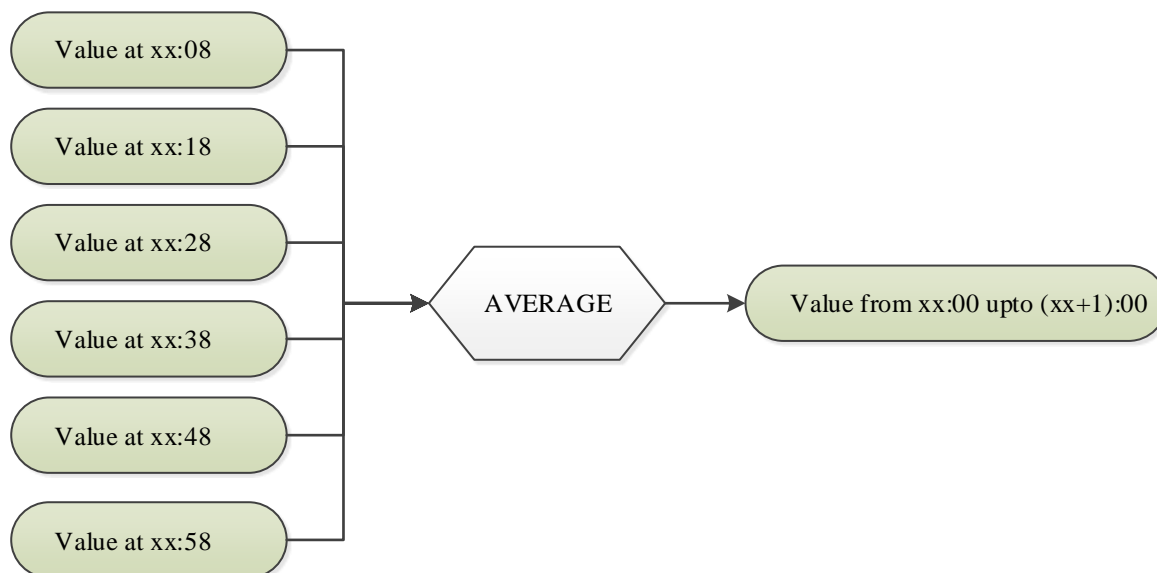 Value at xx:08
Value at xx:18
Value at xx:28
Value at xx:38
Value at xx:48
Value at xx:58
AVERAGE
Value from xx:00 upto (xx+1):00